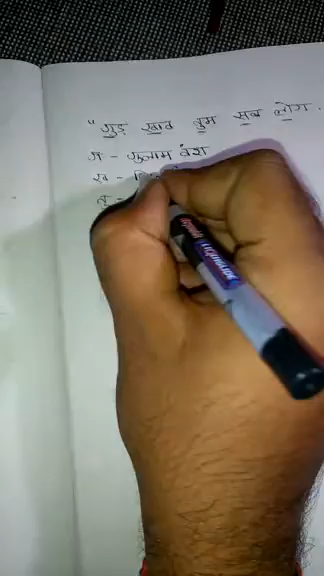 "गुड़ खाव तुम सब लोग
ग - गुलाम वंश
ख -
त -